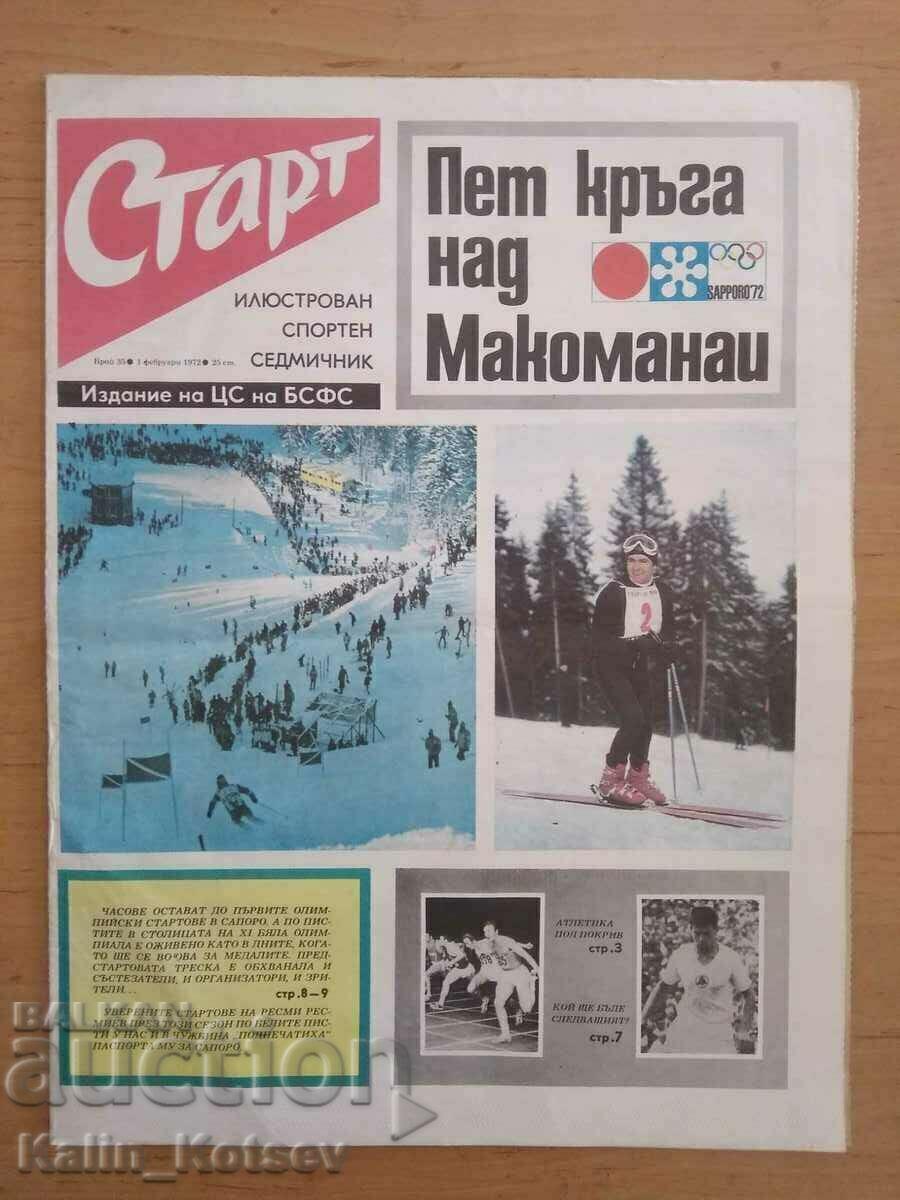 Старт
ИЛЮСТРОВАН
СПОРТЕН
СЕДМИЧНИК
Брой 35 ● 1 февруари 1972 ● 25 ст.
Издание на ЦС на БСФС
Пет кръга
над
Макоманаи
SAPPORO'72
2
ЧАСОВЕ ОСТАВАТ ДО ПЪРВИТЕ ОЛИМ-
ПИЙСКИ СТАРТОВЕ В САПОРО, А ПО ПИС-
ТИТЕ В СТОЛИЦАТА НА XI БЯЛА ОЛИМ-
ПИАДА Е ОЖИВЕНО КАТО В ДНИТЕ, КОГА-
ТО ЩЕ СЕ ВОЮВА ЗА МЕДАЛИТЕ. ПРЕД-
СТАРТОВАТА ТРЕСКА Е ОБХВАНАЛА И
СЪСТЕЗАТЕЛИ, И ОРГАНИЗАТОРИ, И ЗРИ-
ТЕЛИ...
стр.8—9
УВЕРЕНИТЕ СТАРТОВЕ НА РЕСМИ РЕС-
МИЕВ ПРЕЗ ТОЗИ СЕЗОН ПО БЕЛИТЕ ПИС-
ТИ У НАС И В ЧУЖБИНА „ПОДПЕЧАТИХА“
ПАСПОРТА МУ ЗА САПОРО.
АТЛЕТИКА
ПОД ПОКРИВ
стр.3
КОЙ ЩЕ БЪДЕ
СЛЕДВАЩИЯТ?
стр.7
BALKAN
auction
Kalin_Kotsev